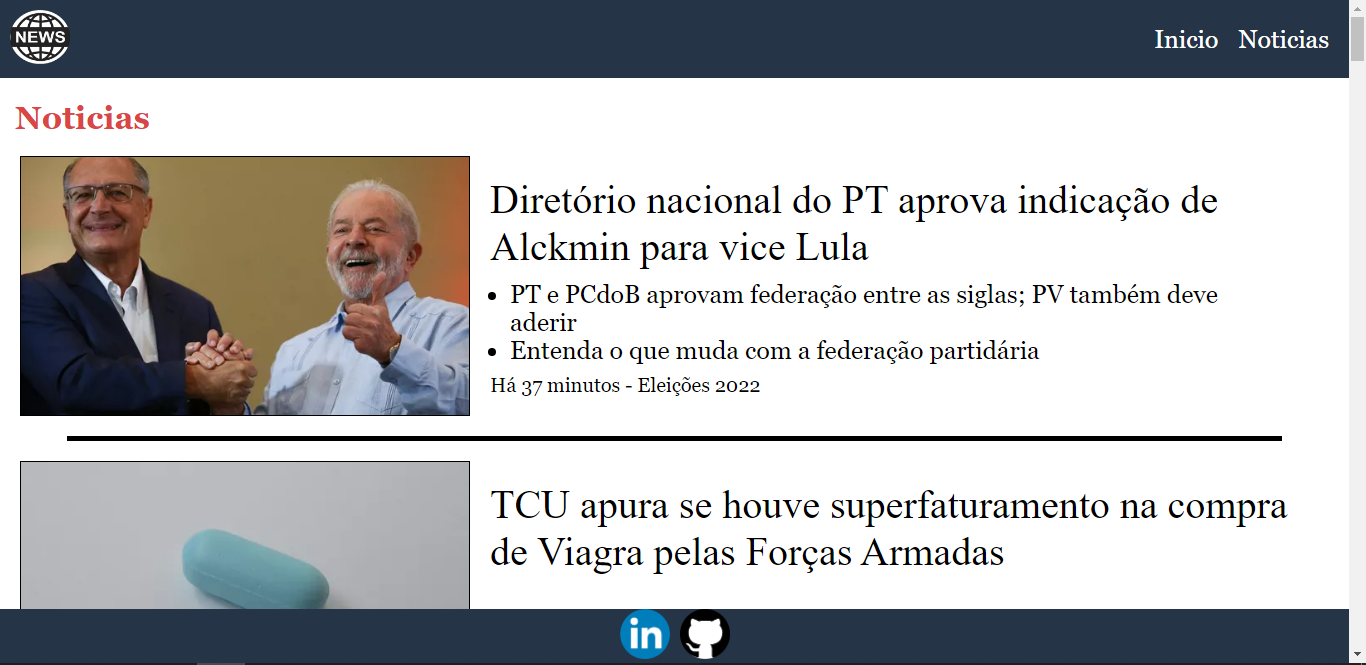 NEWS
Inicio Noticias
Noticias
Diretório nacional do PT aprova indicação de
Alckmin para vice Lula
PT e PCdoB aprovam federação entre as siglas; PV também deve
aderir
Entenda o que muda com a federação partidária
Há 37 minutos - Eleições 2022
TCU apura se houve superfaturamento na compra
de Viagra pelas Forças Armadas
in